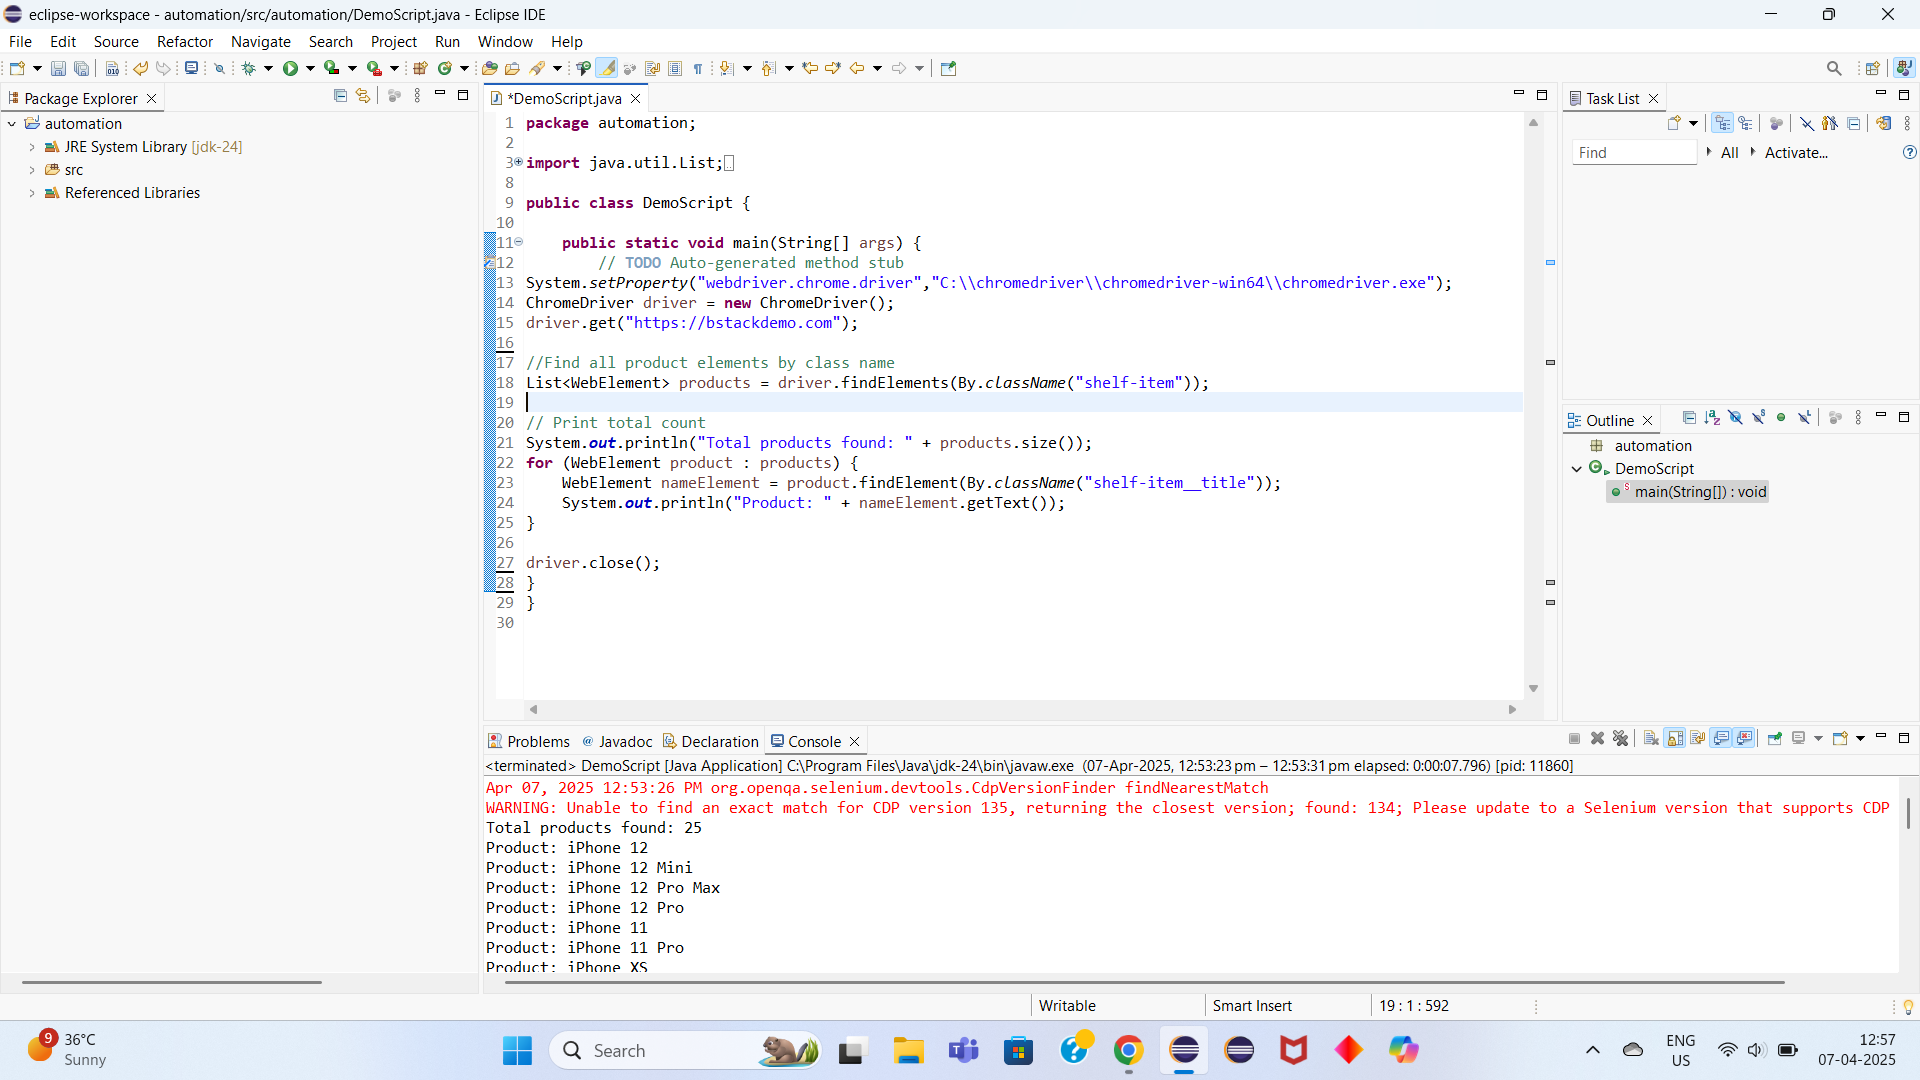 eclipse-workspace - automation/src/automation/DemoScript.java - Eclipse IDE
File Edit Source Refactor Navigate Search Project Run Window Help
Package Explorer
automation
JRE System Library [jdk-24]
src
Referenced Libraries
*DemoScript.java
1 package automation;
2
3 import java.util.List;
8
9 public class DemoScript {
10
11 public static void main(String[] args) {
12 // TODO Auto-generated method stub
13 System.setProperty("webdriver.chrome.driver","C:\\chromedriver\\chromedriver-win64\\chromedriver.exe");
14 ChromeDriver driver = new ChromeDriver();
15 driver.get("https://bstackdemo.com");
16
17 //Find all product elements by class name
18 List<WebElement> products = driver.findElements(By.className("shelf-item"));
19
20 // Print total count
21 System.out.println("Total products found: " + products.size());
22 for (WebElement product : products) {
23 WebElement nameElement = product.findElement(By.className("shelf-item__title"));
24 System.out.println("Product: " + nameElement.getText());
25 }
26
27 driver.close();
28 }
29 }
30
Task List
Find All Activate...
Outline
automation
DemoScript
main(String[]) : void
Problems @ Javadoc Declaration Console
<terminated> DemoScript [Java Application] C:\Program Files\Java\jdk-24\bin\javaw.exe (07-Apr-2025, 12:53:23 pm – 12:53:31 pm elapsed: 0:00:07.796) [pid: 11860]
Apr 07, 2025 12:53:26 PM org.openqa.selenium.devtools.CdpVersionFinder findNearestMatch
WARNING: Unable to find an exact match for CDP version 135, returning the closest version; found: 134; Please update to a Selenium version that supports CDP
Total products found: 25
Product: iPhone 12
Product: iPhone 12 Mini
Product: iPhone 12 Pro Max
Product: iPhone 12 Pro
Product: iPhone 11
Product: iPhone 11 Pro
Product: iPhone XS
Writable Smart Insert 19 : 1 : 592
9
36°C
Sunny
Search
ENG
US
12:57
07-04-2025